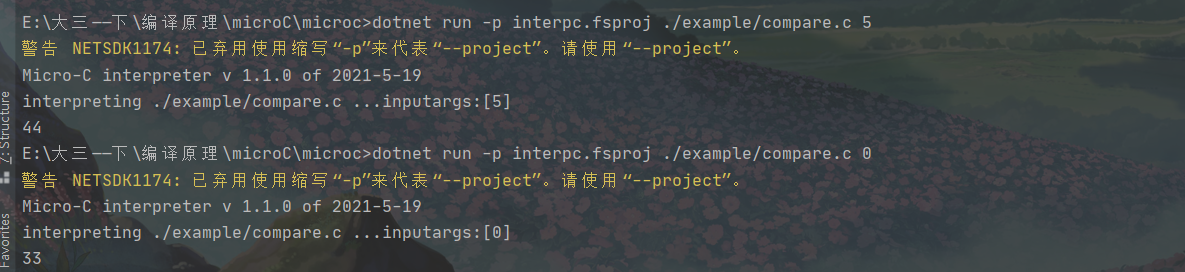 E:\大三——下\编译原理\microC\microc>dotnet run -p interpc.fsproj ./example/compare.c 5
警告 NETSDK1174: 已弃用使用缩写“-p”来代表“--project”。请使用“--project”。
Micro-C interpreter v 1.1.0 of 2021-5-19
interpreting ./example/compare.c ...inputargs:[5]
44
E:\大三——下\编译原理\microC\microc>dotnet run -p interpc.fsproj ./example/compare.c 0
警告 NETSDK1174: 已弃用使用缩写“-p”来代表“--project”。请使用“--project”。
Micro-C interpreter v 1.1.0 of 2021-5-19
interpreting ./example/compare.c ...inputargs:[0]
33
7: Structure
Favorites